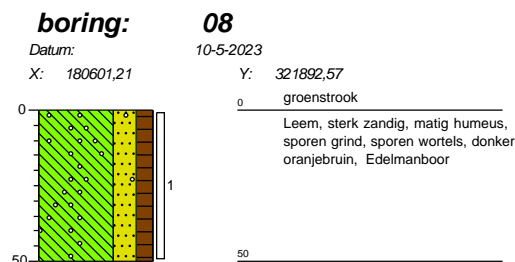 boring: 08
Datum: 10-5-2023
X: 180601,21 Y: 321892,57
0 0 groenstrook
Leem, sterk zandig, matig humeus,
sporen grind, sporen wortels, donker
oranjebruin, Edelmanboor
1
50 50